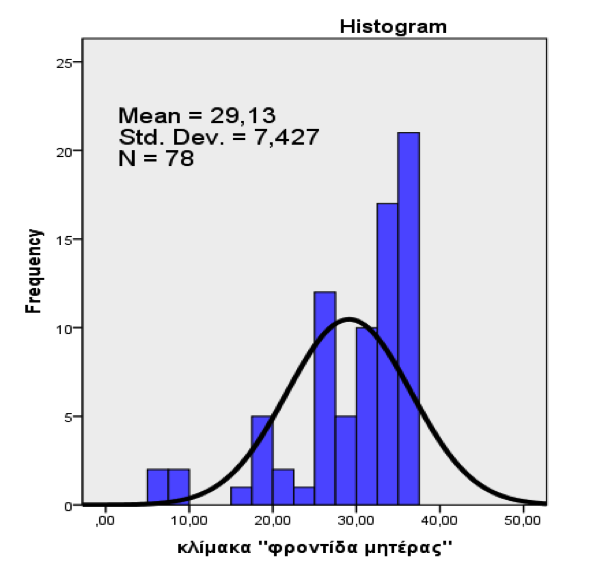 Histogram
25
20
15
10
5
0
Frequency
Mean = 29,13
Std. Dev. = 7,427
N = 78
,00 10,00 20,00 30,00 40,00 50,00
κλίμακα "φροντίδα μητέρας"